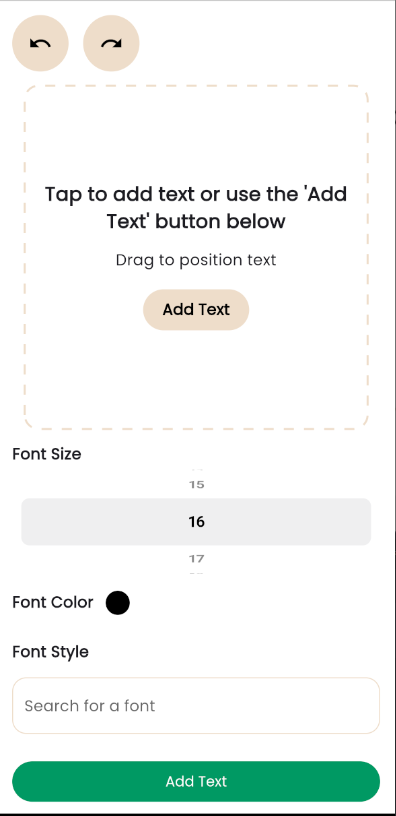 Tap to add text or use the 'Add
Text' button below
Drag to position text
Add Text
Font Size
15
16
17
Font Color
Font Style
Search for a font
Add Text